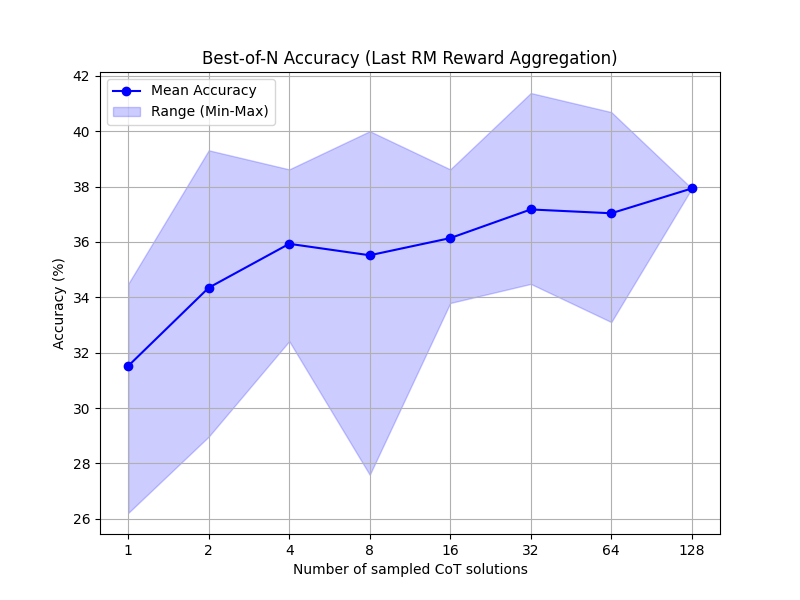 Best-of-N Accuracy (Last RM Reward Aggregation)
Mean Accuracy
Range (Min-Max)
Accuracy (%)
42
40
38
36
34
32
30
28
26
1 2 4 8 16 32 64 128
Number of sampled CoT solutions